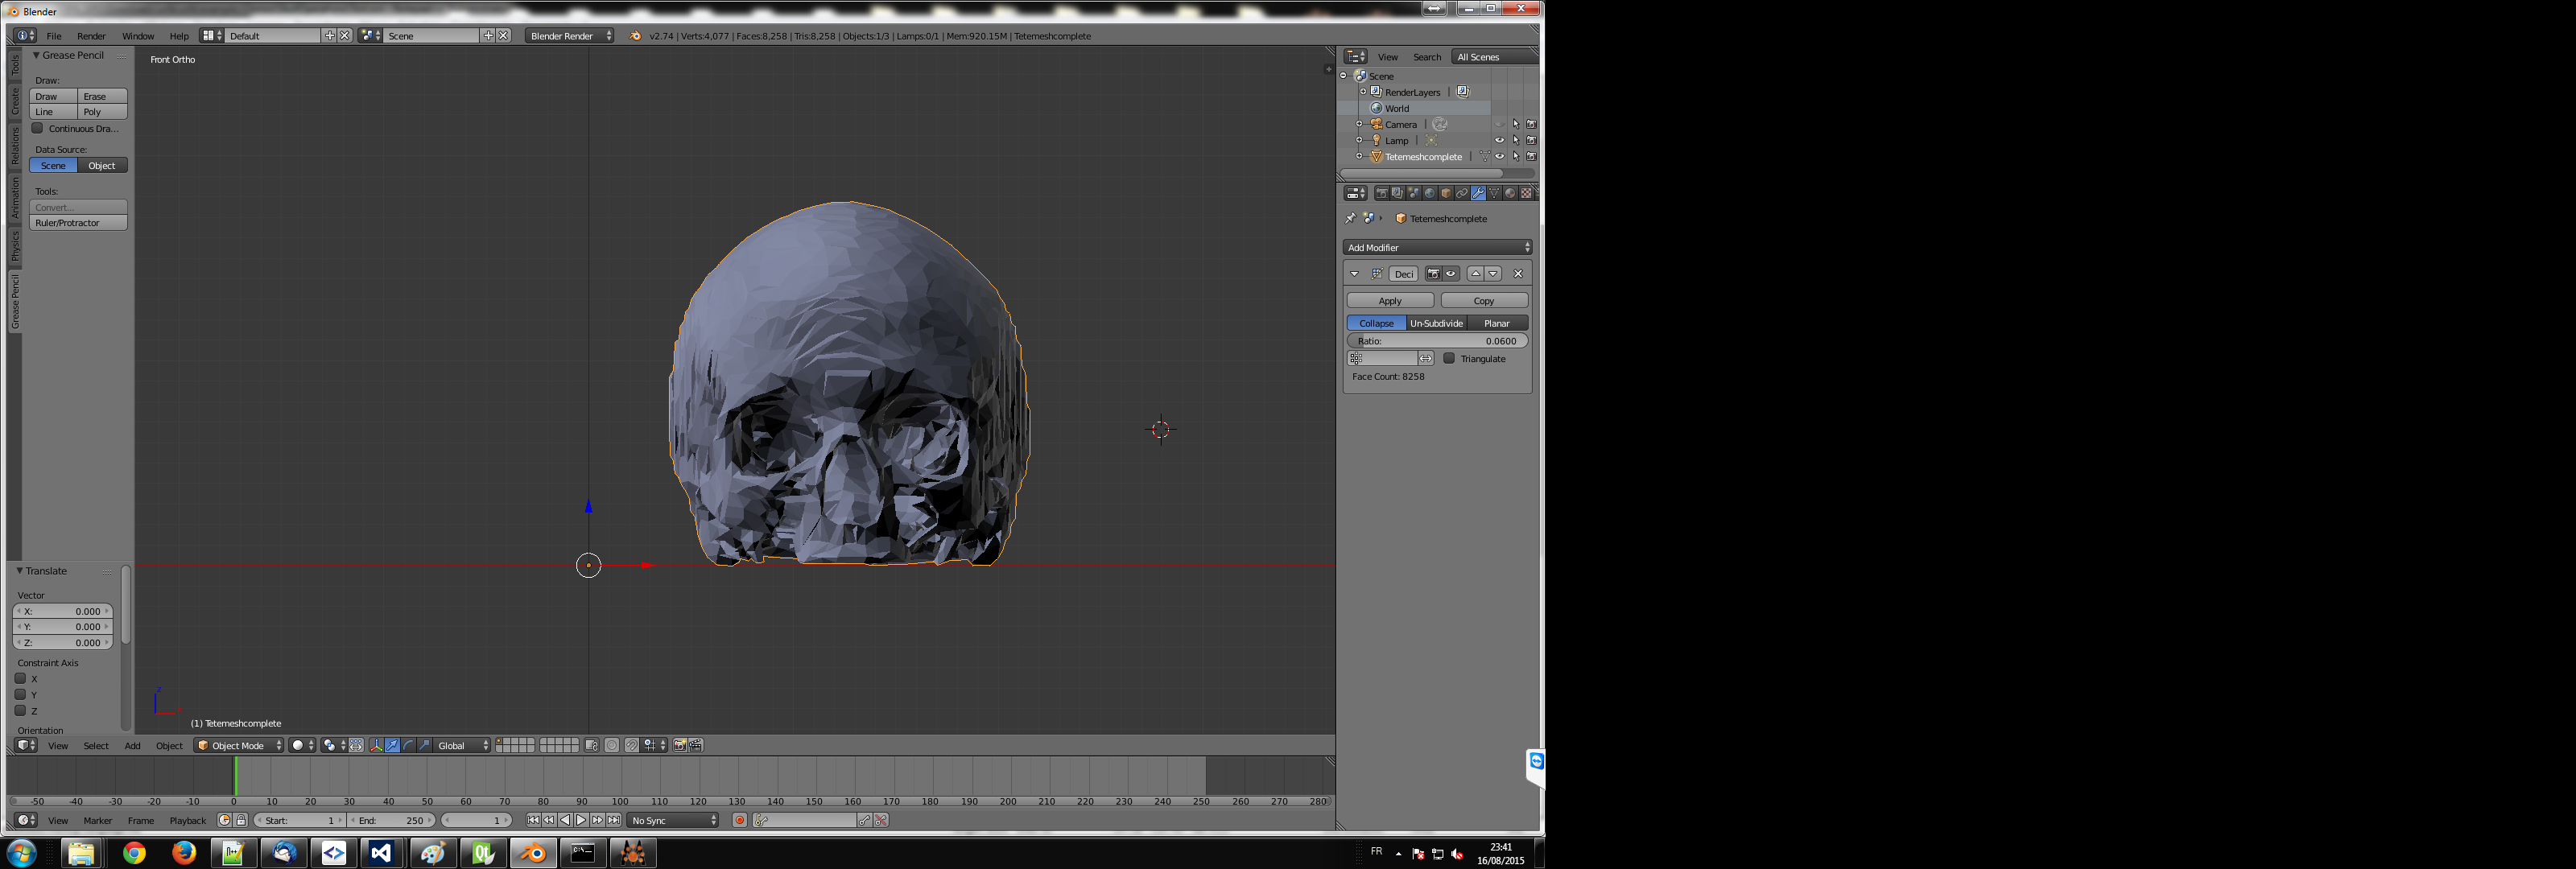 Blender
File Render Window Help Default Scene Blender Render v2.74 | Verts:4,077 | Faces:8,258 | Tris:8,258 | Objects:1/3 | Lamps:0/1 | Mem:920.15M | Tetemeshcomplete
Tools
Create
Relations
Animation
Physics
Grease Pencil
Grease Pencil
Draw:
Draw Erase
Line Poly
Continuous Dra...
Data Source:
Scene Object
Tools:
Convert...
Ruler/Protractor
Translate
Vector
X: 0.000
Y: 0.000
Z: 0.000
Constraint Axis
X
Y
Z
Orientation
Front Ortho
z
(1) Tetemeshcomplete
View Select Add Object Object Mode Global
-50 -40 -30 -20 -10 0 10 20 30 40 50 60 70 80 90 100 110 120 130 140 150 160 170 180 190 200 210 220 230 240 250 260 270 280
View Marker Frame Playback Start: 1 End: 250 1 No Sync
View Search All Scenes
Scene
RenderLayers |
World
Camera |
Lamp |
Tetemeshcomplete |
Tetemeshcomplete
Add Modifier
Deci
Apply Copy
Collapse Un-Subdivide Planar
Ratio: 0.0600
Triangulate
Face Count: 8258
FR
23:41
16/08/2015